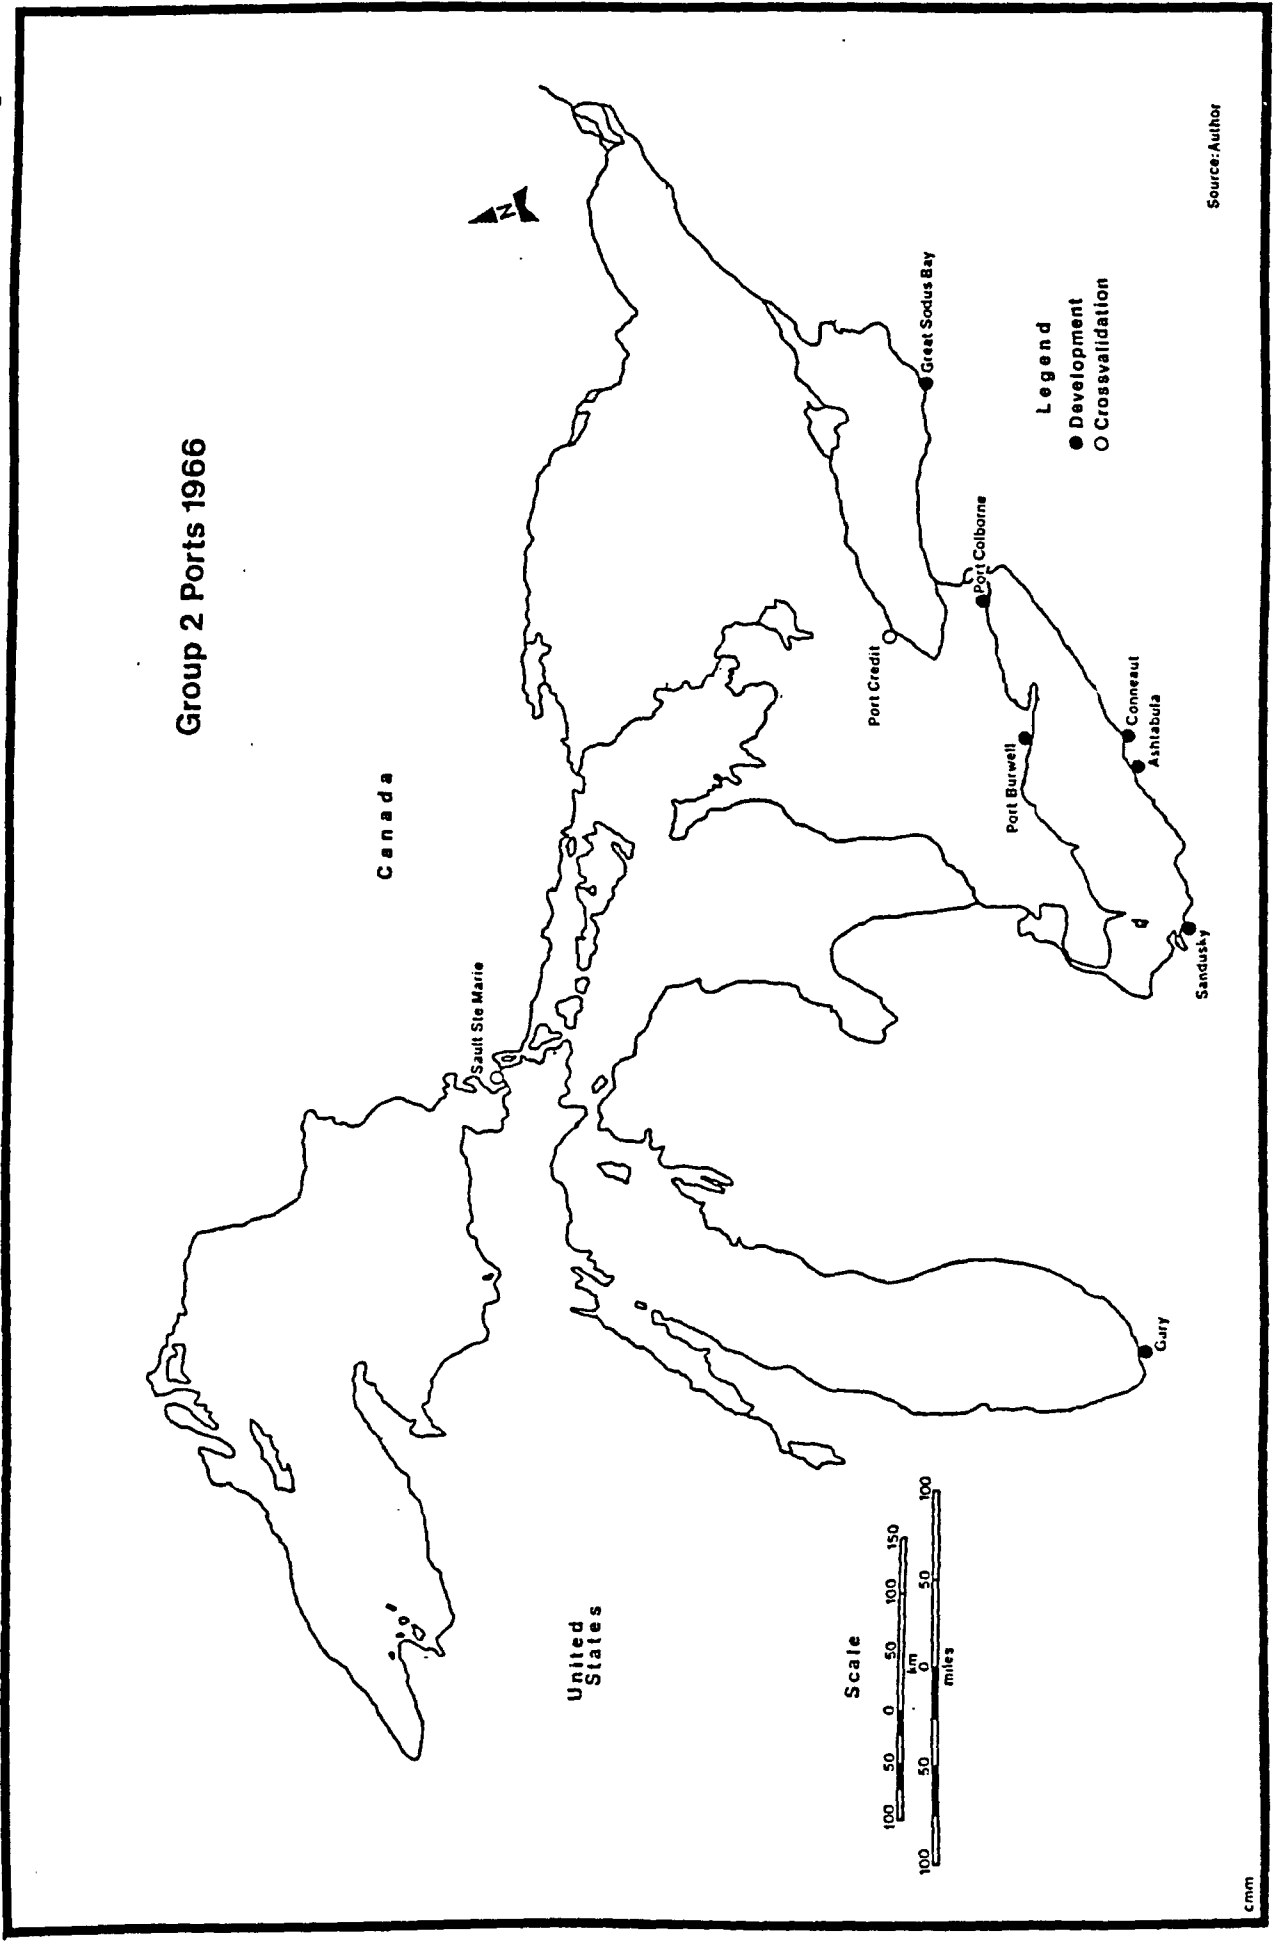 Group 2 Ports 1966
Canada
N
Sault Ste Marie
United
States
Port Credit
Great Sodus Bay
Port Colborne
Port Burwell
Conneaut
Ashtabula
Sandusky
Gary
Scale
100 50 0 50 100 150
km
100 50 0 50 100
miles
Legend
Development
Crossvalidation
Source:Author
cmm